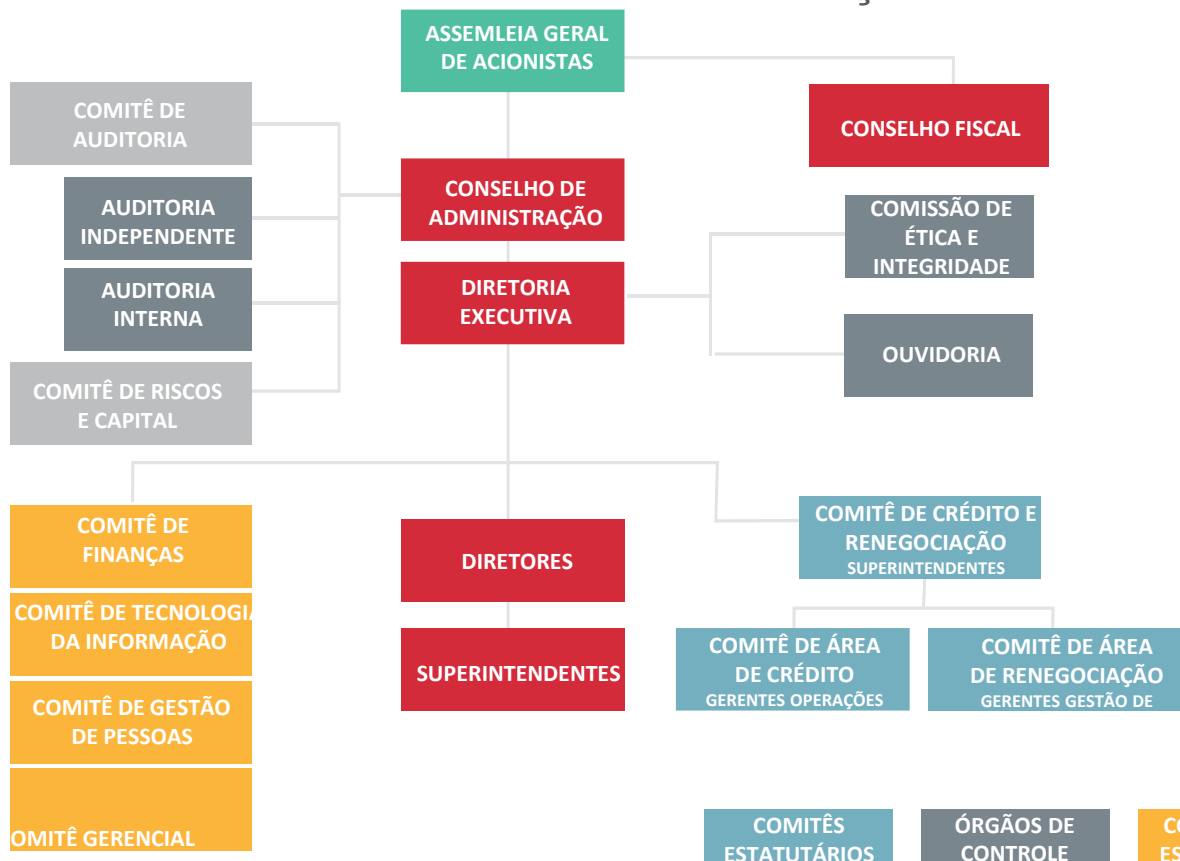 ASSEMLEIA GERAL
DE ACIONISTAS
COMITÊ DE
AUDITORIA
CONSELHO FISCAL
AUDITORIA
INDEPENDENTE
CONSELHO DE
ADMINISTRAÇÃO
COMISSÃO DE
ÉTICA E
INTEGRIDADE
AUDITORIA
INTERNA
DIRETORIA
EXECUTIVA
OUVIDORIA
COMITÊ DE RISCOS
E CAPITAL
COMITÊ DE
FINANÇAS
DIRETORES
COMITÊ DE CRÉDITO E
RENEGOCIAÇÃO
SUPERINTENDENTES
COMITÊ DE TECNOLOGIA
DA INFORMAÇÃO
SUPERINTENDENTES
COMITÊ DE ÁREA
DE CRÉDITO
GERENTES OPERAÇÕES
COMITÊ DE ÁREA
DE RENEGOCIAÇÃO
GERENTES GESTÃO DE
COMITÊ DE GESTÃO
DE PESSOAS
OMITÊ GERENCIAL
COMITÊS
ESTATUTÁRIOS
ÓRGÃOS DE
CONTROLE